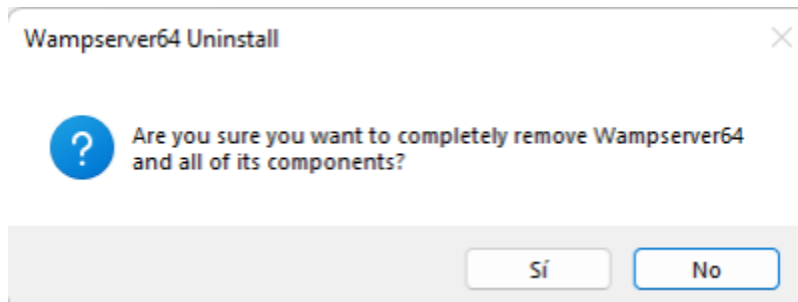 Wampserver64 Uninstall
?
Are you sure you want to completely remove Wampserver64
and all of its components?
Sí
No